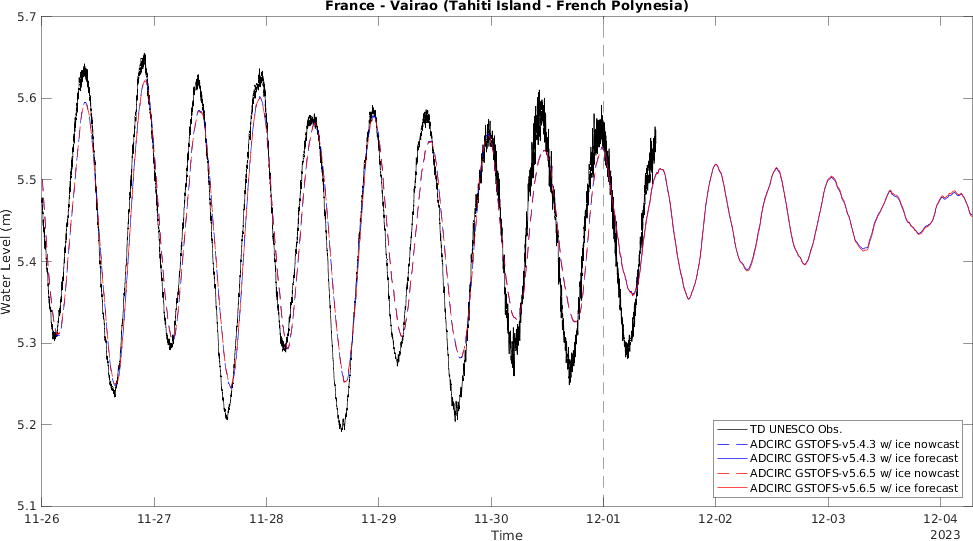 France - Vairao (Tahiti Island - French Polynesia)
5.7
5.6
5.5
5.4
5.3
5.2
5.1
Water Level (m)
TD UNESCO Obs.
ADCIRC GSTOFS-v5.4.3 w/ ice nowcast
ADCIRC GSTOFS-v5.4.3 w/ ice forecast
ADCIRC GSTOFS-v5.6.5 w/ ice nowcast
ADCIRC GSTOFS-v5.6.5 w/ ice forecast
11-26 11-27 11-28 11-29 11-30 12-01 12-02 12-03 12-04
Time
2023